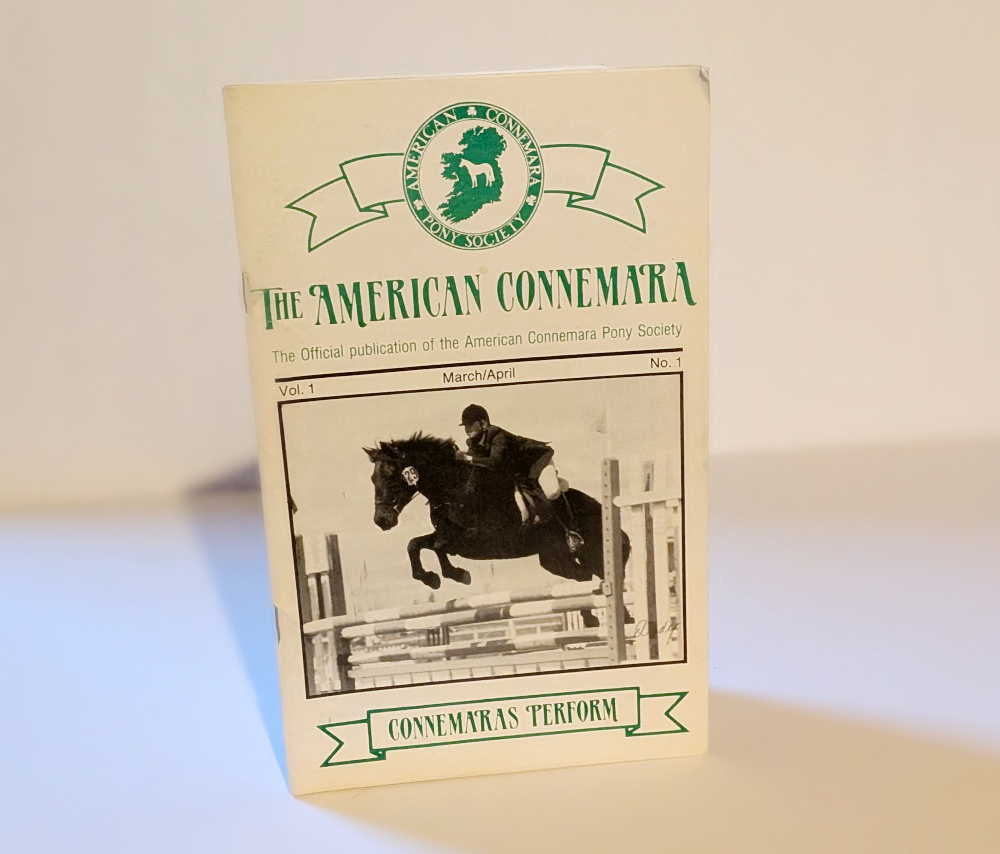 AMERICAN CONNEMARA
PONY SOCIETY
THE AMERICAN CONNEMARA
The Official publication of the American Connemara Pony Society
Vol. 1 March/April No. 1
CONNEMARAS PERFORM